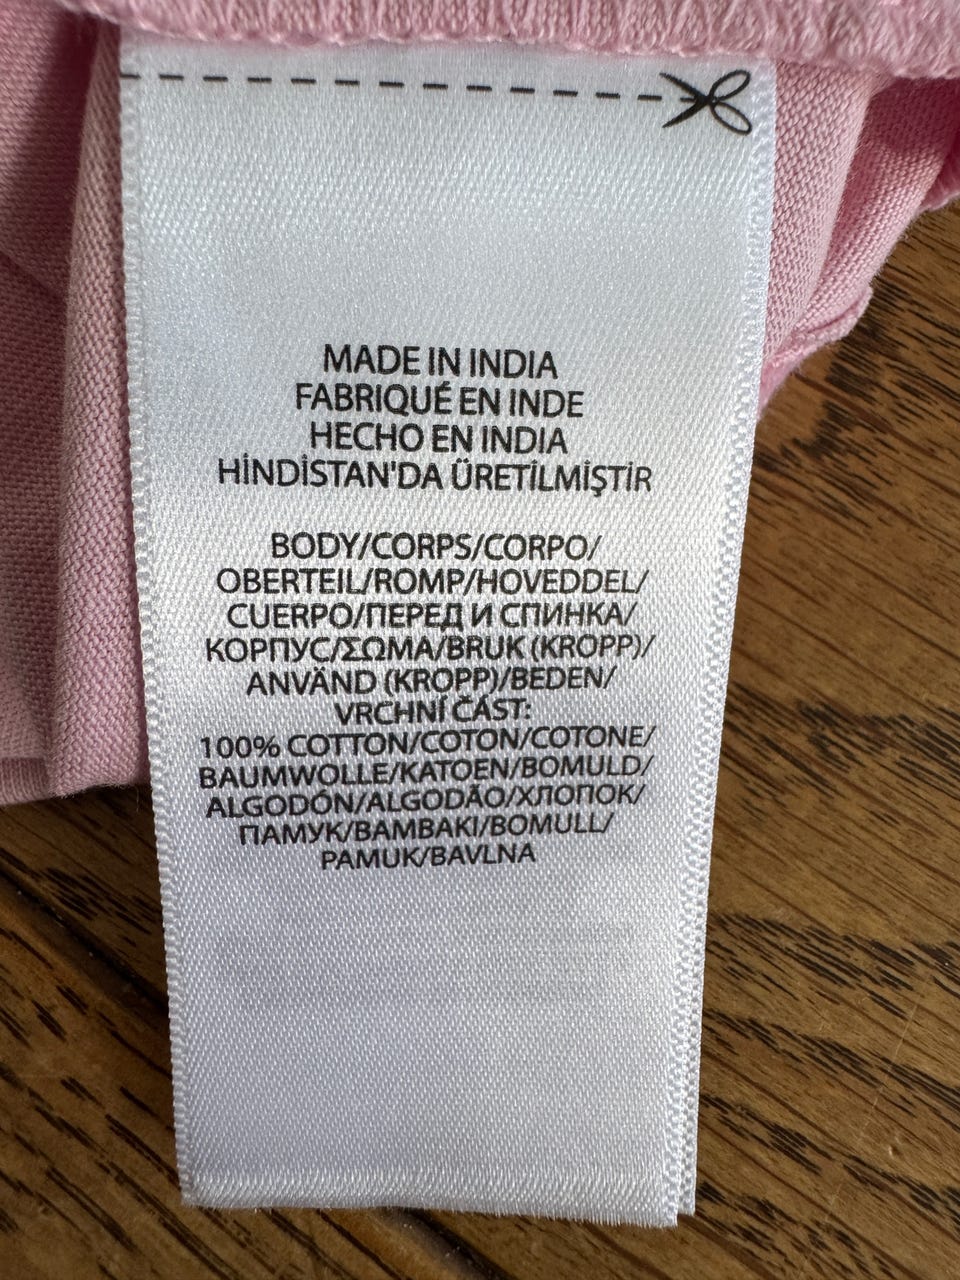 MADE IN INDIA
FABRIQUÉ EN INDE
HECHO EN INDIA
HİNDİSTAN'DA ÜRETİLMİŞTİR
BODY/CORPS/CORPO/
OBERTEIL/ROMP/HOVEDDEL/
CUERPO/ПЕРЕД И СПИНКА/
КОРПУС/ΣΩΜΑ/BRUK (KROPP)/
ANVÄND (KROPP)/BEDEN/
VRCHNÍ ČÁST:
100% COTTON/COTON/COTONE/
BAUMWOLLE/KATOEN/BOMULD/
ALGODÓN/ALGODÃO/ХЛОПОК/
ПАМУК/ΒΑΜΒΑΚΙ/BOMULL/
PAMUK/BAVLNA